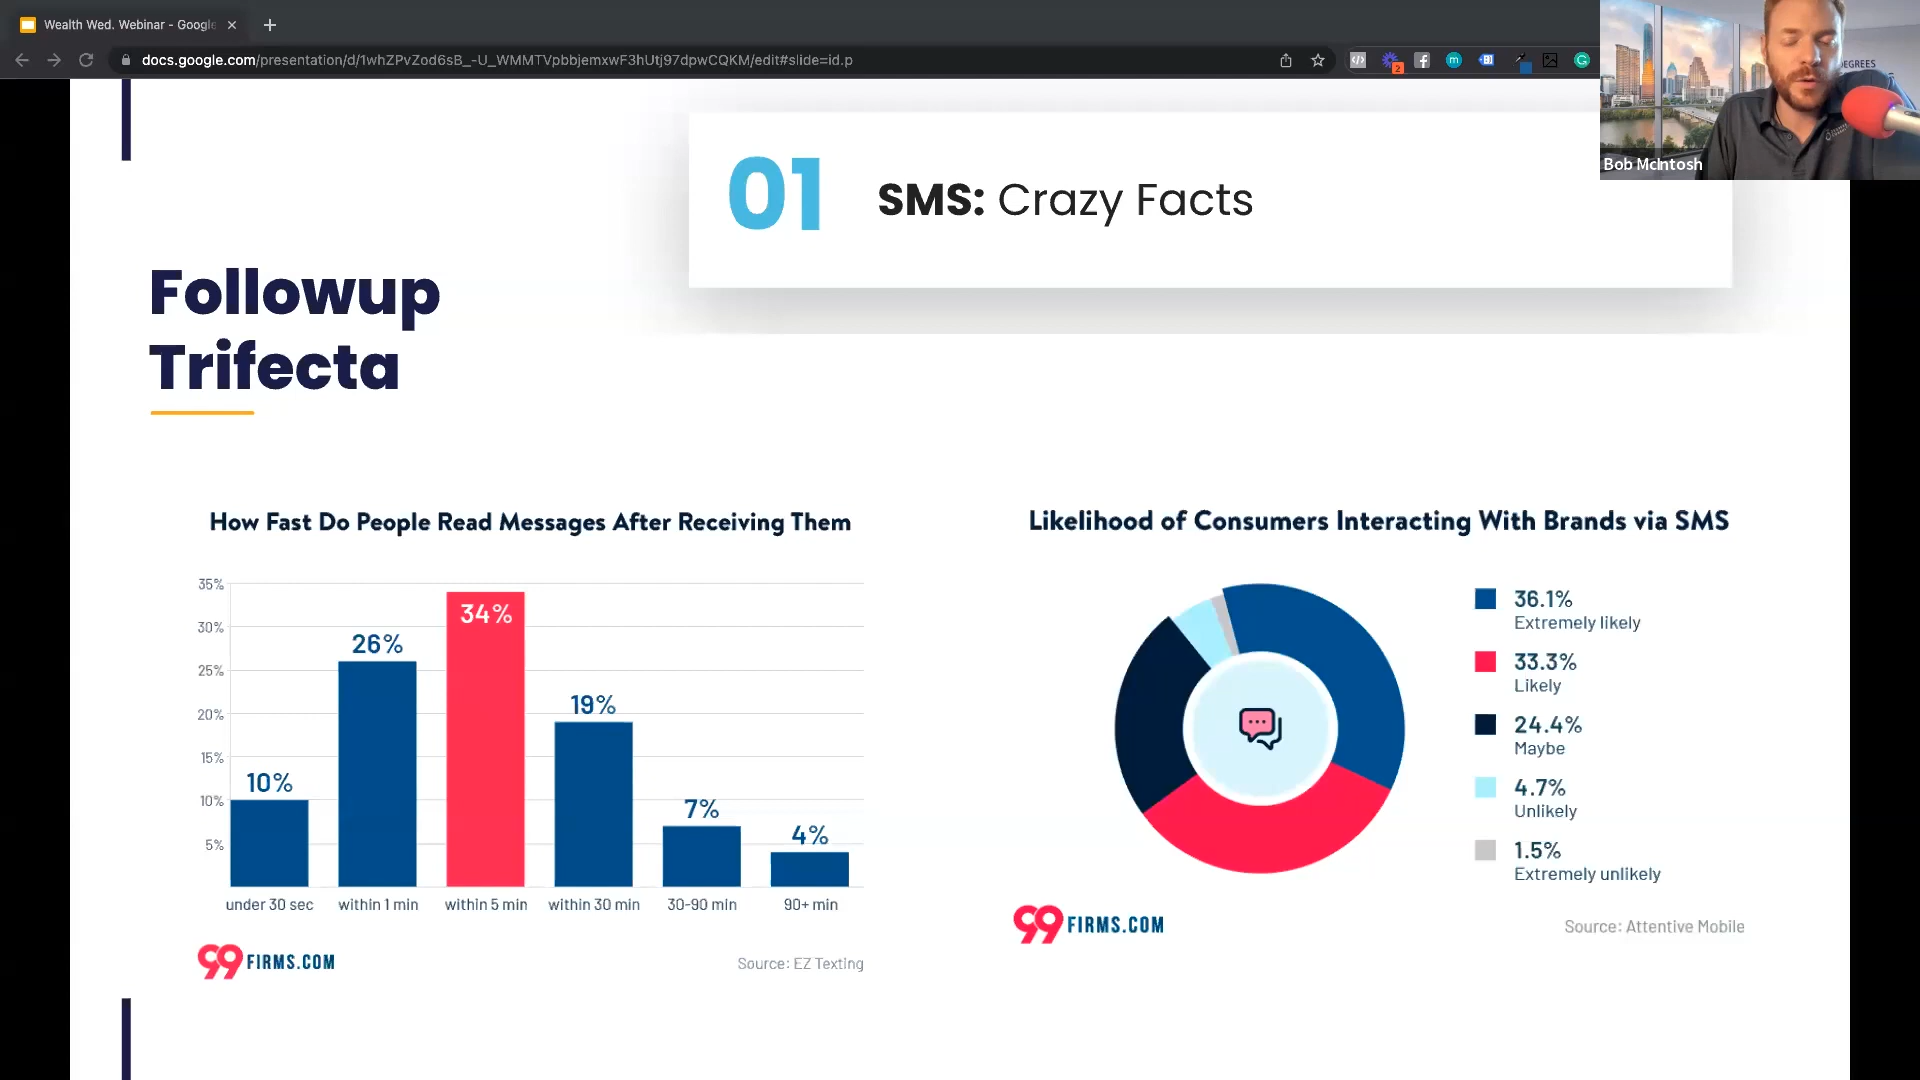 Wealth Wed. Webinar - Google
docs.google.com/presentation/d/1whZPvZod6sB_-U_WMMTVpbbjemxwF3hUtj97dpwCQKM/edit#slide=id.p
2
DEGREES
Bob McIntosh
01 SMS: Crazy Facts
Followup
Trifecta
How Fast Do People Read Messages After Receiving Them
35%
30%
25%
20%
15%
10%
5%
10%
26%
34%
19%
7%
4%
under 30 sec within 1 min within 5 min within 30 min 30-90 min 90+ min
99FIRMS.COM
Source: EZ Texting
Likelihood of Consumers Interacting With Brands via SMS
36.1%
Extremely likely
33.3%
Likely
24.4%
Maybe
4.7%
Unlikely
1.5%
Extremely unlikely
99FIRMS.COM
Source: Attentive Mobile